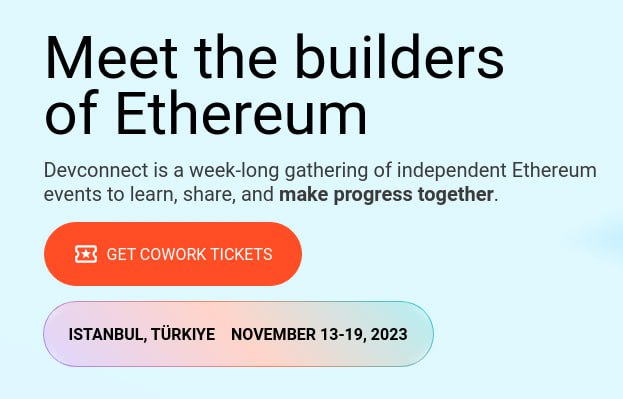 Meet the builders
of Ethereum
Devconnect is a week-long gathering of independent Ethereum
events to learn, share, and make progress together.
GET COWORK TICKETS
ISTANBUL, TÜRKIYE NOVEMBER 13-19, 2023